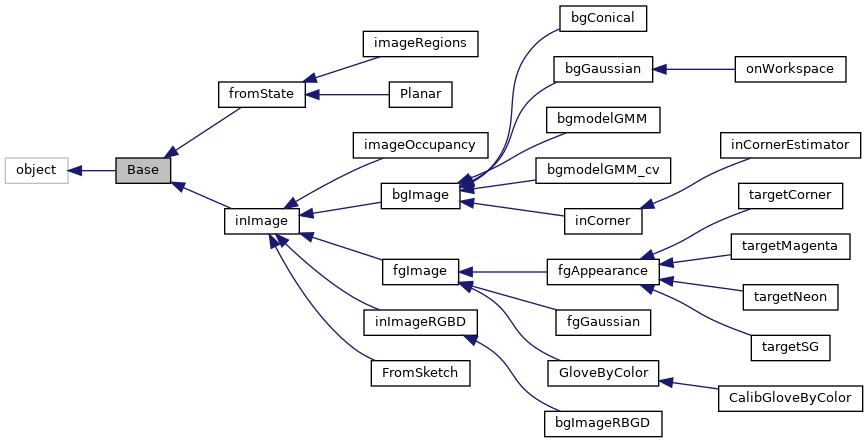 object
Base
fromState
imageRegions
Planar
inImage
imageOccupancy
bgImage
bgConical
bgGaussian
onWorkspace
bgmodelGMM
bgmodelGMM_cv
inCorner
inCornerEstimator
fgImage
fgAppearance
targetCorner
targetMagenta
targetNeon
targetSG
fgGaussian
GloveByColor
CalibGloveByColor
inImageRGBD
bgImageRBGD
FromSketch